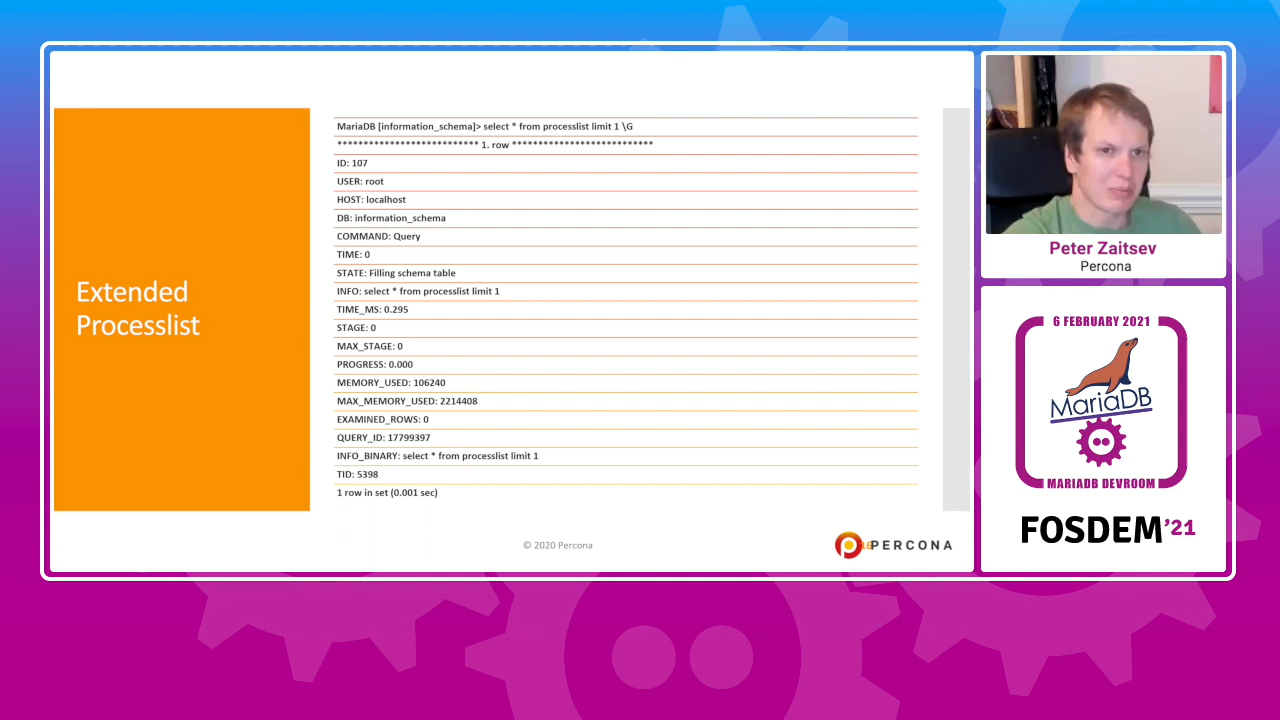 Extended
Processlist
MariaDB [information_schema]> select * from processlist limit 1 \G
*************************** 1. row ***************************
ID: 107
USER: root
HOST: localhost
DB: information_schema
COMMAND: Query
TIME: 0
STATE: Filling schema table
INFO: select * from processlist limit 1
TIME_MS: 0.295
STAGE: 0
MAX_STAGE: 0
PROGRESS: 0.000
MEMORY_USED: 106240
MAX_MEMORY_USED: 2214408
EXAMINED_ROWS: 0
QUERY_ID: 17799397
INFO_BINARY: select * from processlist limit 1
TID: 5398
1 row in set (0.001 sec)
© 2020 Percona
PERCONA
Peter Zaitsev
Percona
6 FEBRUARY 2021
MariaDB
MARIADB DEVROOM
FOSDEM'21